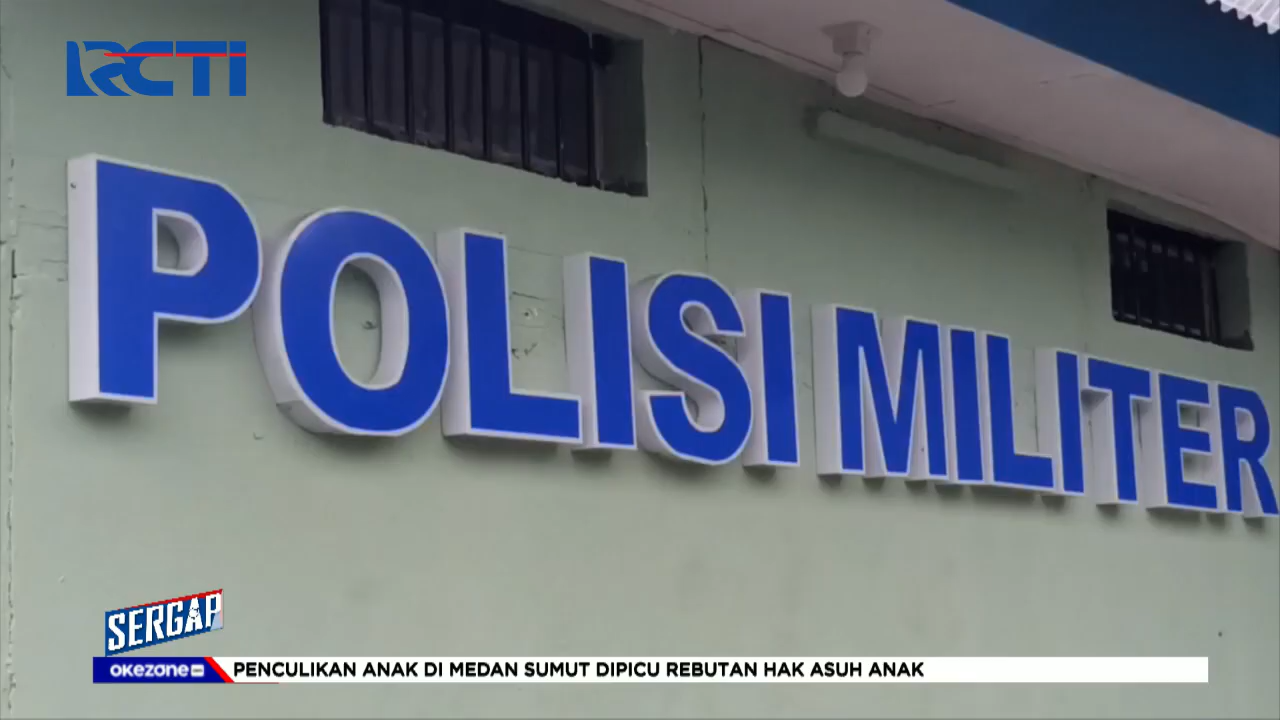 RCTI
POLISI MILITER
SERGAP
OKEZONE PENCULIKAN ANAK DI MEDAN SUMUT DIPICU REBUTAN HAK ASUH ANAK